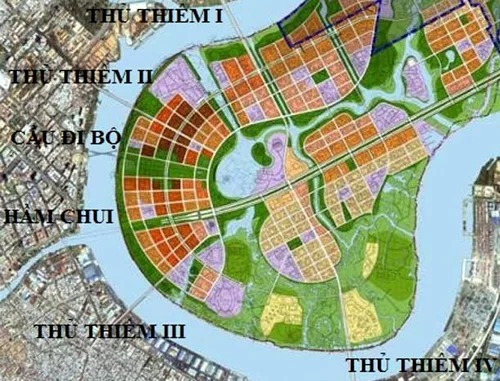 THỦ THIÊM I
THỦ THIÊM II
CẦU ĐI BỘ
HẦM CHUI
THỦ THIÊM III
THỦ THIÊM IV